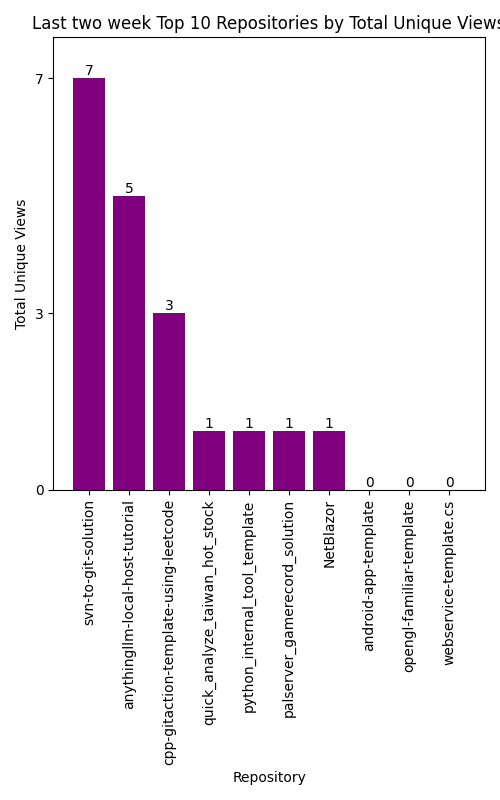 Last two week Top 10 Repositories by Total Unique Views
7
5
3
1
1
1
1
0
0
0
7
3
0
Total Unique Views
svn-to-git-solution
anythingllm-local-host-tutorial
cpp-gitaction-template-using-leetcode
quick_analyze_taiwan_hot_stock
python_internal_tool_template
palserver_gamerecord_solution
NetBlazor
android-app-template
opengl-familiar-template
webservice-template.cs
Repository